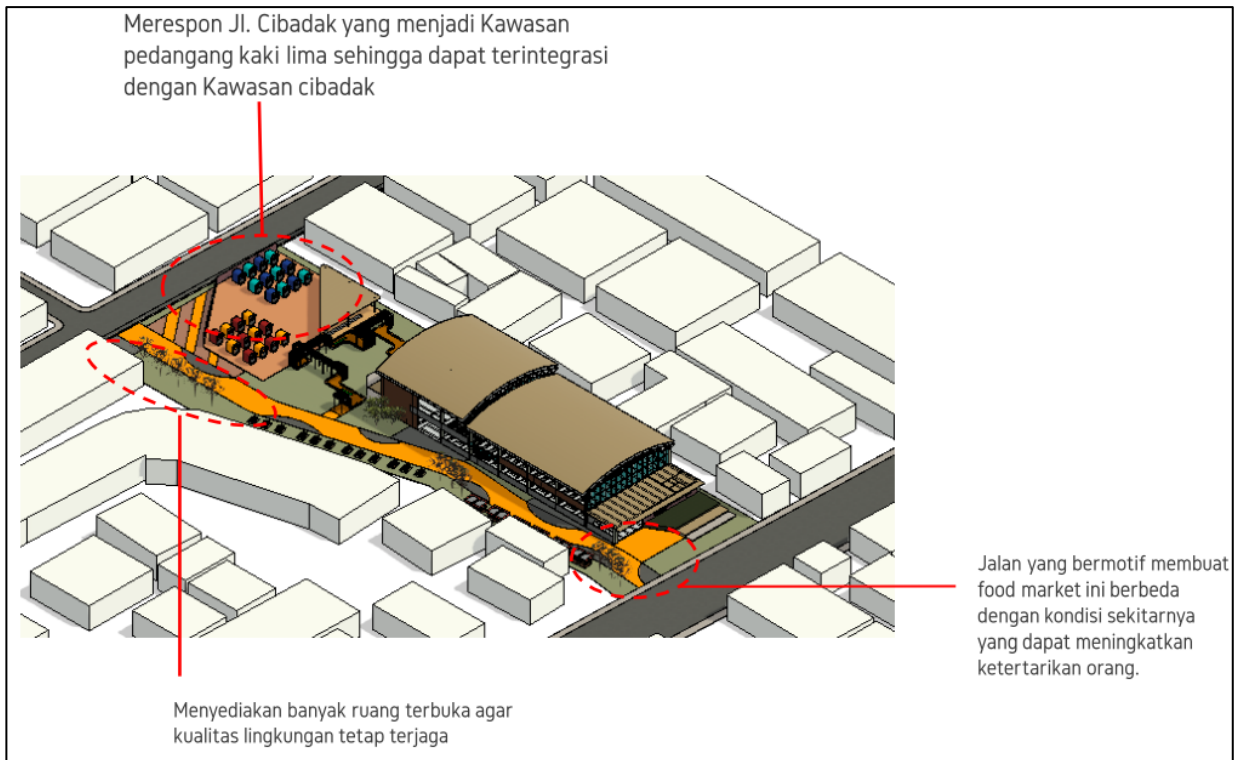 Merespon Jl. Cibadak yang menjadi Kawasan
pedangang kaki lima sehingga dapat terintegrasi
dengan Kawasan cibadak
Jalan yang bermotif membuat
food market ini berbeda
dengan kondisi sekitarnya
yang dapat meningkatkan
ketertarikan orang.
Menyediakan banyak ruang terbuka agar
kualitas lingkungan tetap terjaga